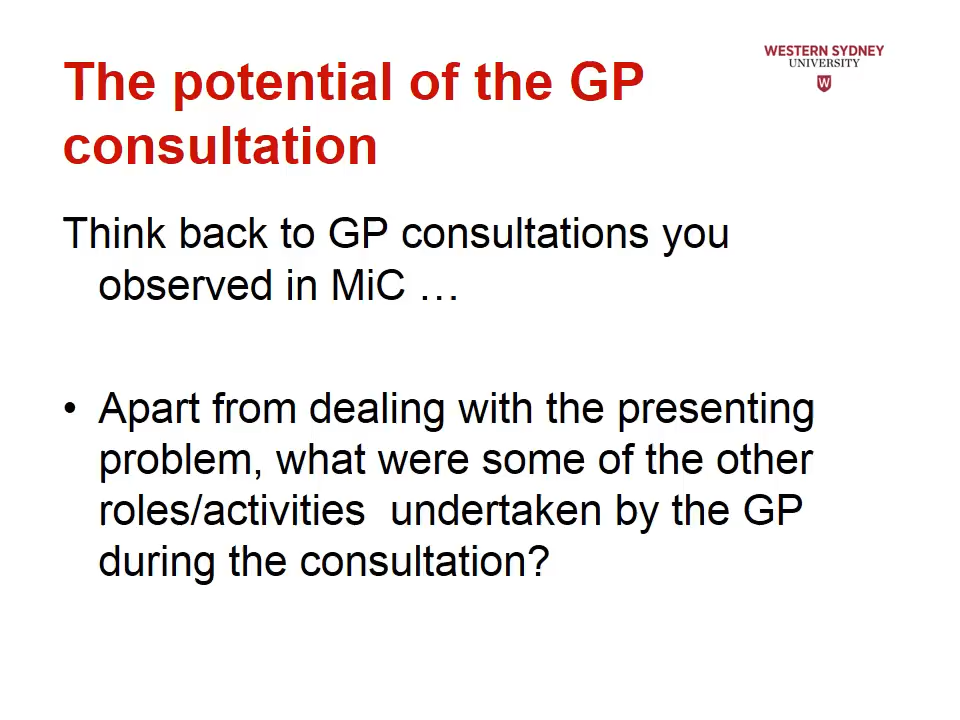 The potential of the GP
consultation
WESTERN SYDNEY
UNIVERSITY
W
Think back to GP consultations you
observed in MiC …
• Apart from dealing with the presenting
problem, what were some of the other
roles/activities  undertaken by the GP
during the consultation?